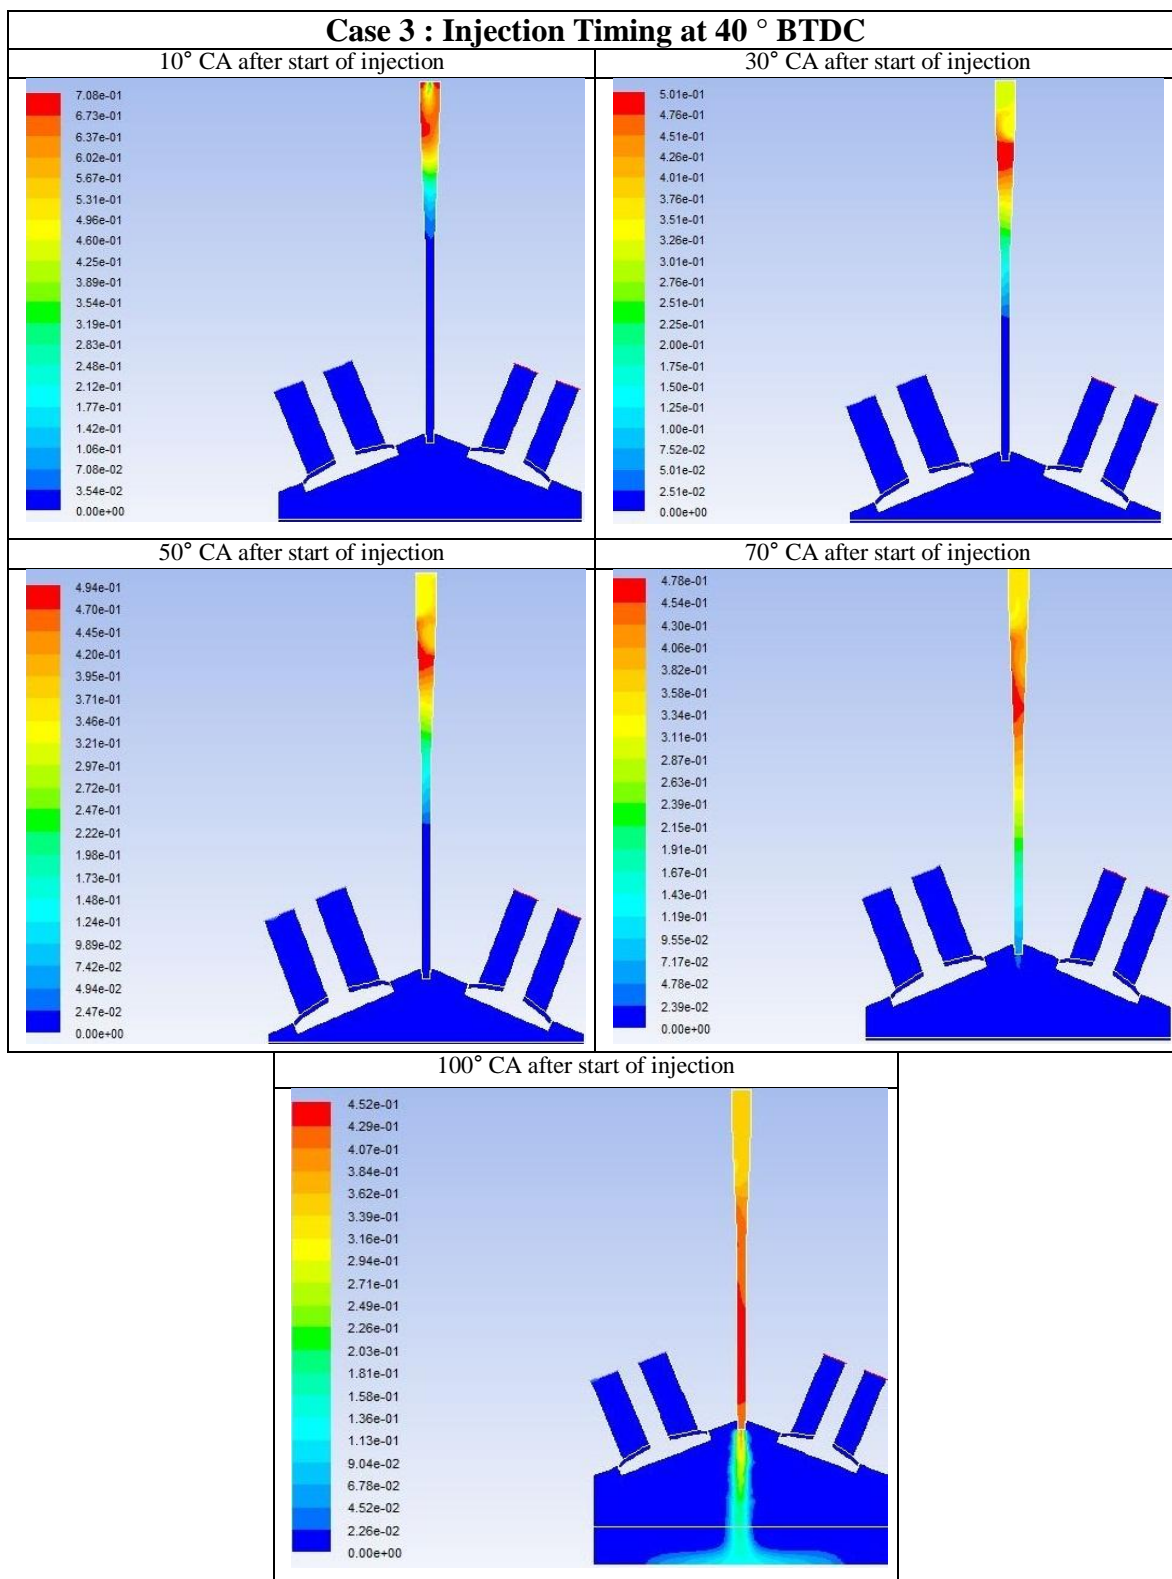 Case 3 : Injection Timing at 40 ° BTDC
10° CA after start of injection
7.08e-01
6.73e-01
6.37e-01
6.02e-01
5.67e-01
5.31e-01
4.96e-01
4.60e-01
4.25e-01
3.89e-01
3.54e-01
3.19e-01
2.83e-01
2.48e-01
2.12e-01
1.77e-01
1.42e-01
1.06e-01
7.08e-02
3.54e-02
0.00e+00
30° CA after start of injection
5.01e-01
4.76e-01
4.51e-01
4.26e-01
4.01e-01
3.76e-01
3.51e-01
3.26e-01
3.01e-01
2.76e-01
2.51e-01
2.25e-01
2.00e-01
1.75e-01
1.50e-01
1.25e-01
1.00e-01
7.52e-02
5.01e-02
2.51e-02
0.00e+00
50° CA after start of injection
4.94e-01
4.70e-01
4.45e-01
4.20e-01
3.95e-01
3.71e-01
3.46e-01
3.21e-01
2.97e-01
2.72e-01
2.47e-01
2.22e-01
1.98e-01
1.73e-01
1.48e-01
1.24e-01
9.89e-02
7.42e-02
4.94e-02
2.47e-02
0.00e+00
70° CA after start of injection
4.78e-01
4.54e-01
4.30e-01
4.06e-01
3.82e-01
3.58e-01
3.34e-01
3.11e-01
2.87e-01
2.63e-01
2.39e-01
2.15e-01
1.91e-01
1.67e-01
1.43e-01
1.19e-01
9.55e-02
7.17e-02
4.78e-02
2.39e-02
0.00e+00
100° CA after start of injection
4.52e-01
4.29e-01
4.07e-01
3.84e-01
3.62e-01
3.39e-01
3.16e-01
2.94e-01
2.71e-01
2.49e-01
2.26e-01
2.03e-01
1.81e-01
1.58e-01
1.36e-01
1.13e-01
9.04e-02
6.78e-02
4.52e-02
2.26e-02
0.00e+00